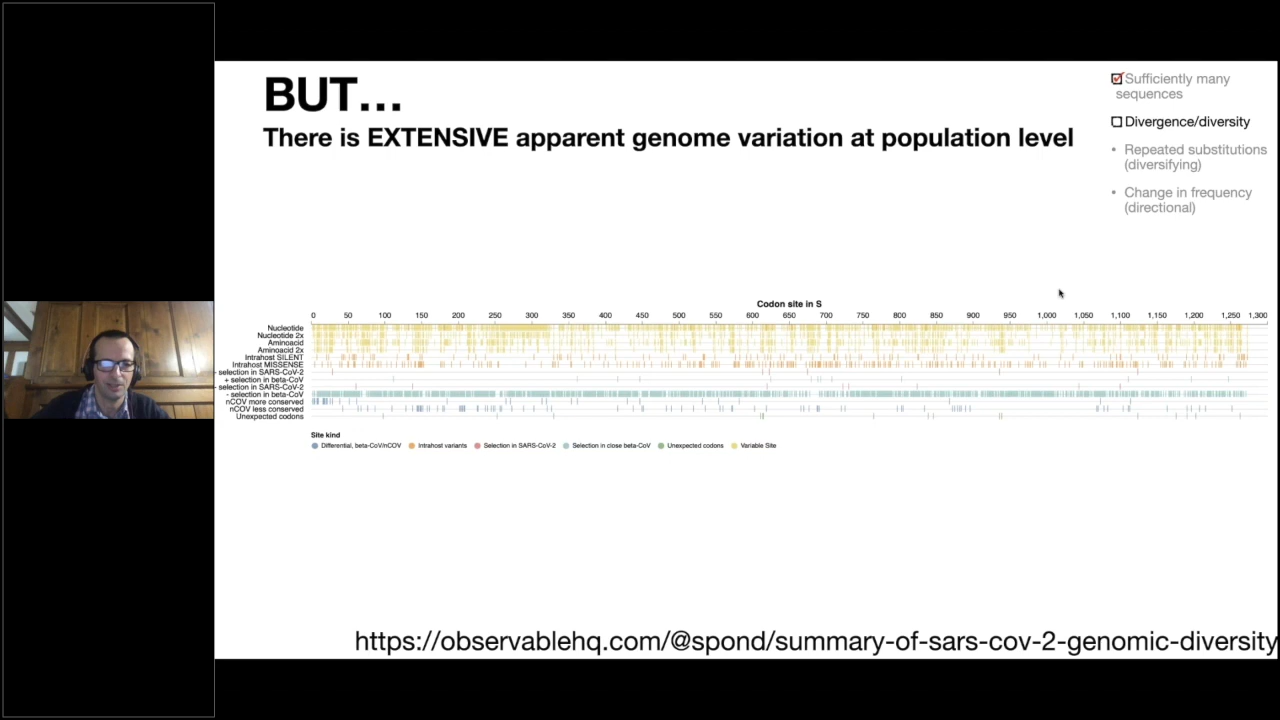 BUT...
There is EXTENSIVE apparent genome variation at population level
Sufficiently many
sequences
Divergence/diversity
• Repeated substitutions
(diversifying)
• Change in frequency
(directional)
Codon site in S
0 50 100 150 200 250 300 350 400 450 500 550 600 650 700 750 800 850 900 950 1,000 1,050 1,100 1,150 1,200 1,250 1,300
Nucleotide
Nucleotide 2x
Aminoacid
Aminoacid 2x
Intrahost SILENT
Intrahost MISSENSE
selection in SARS-CoV-2
+ selection in beta-CoV
- selection in SARS-CoV-2
- selection in beta-CoV
nCOV more conserved
nCOV less conserved
Unexpected codons
Site kind
Differential, beta-CoV/nCOV Intrahost variants Selection in SARS-CoV-2 Selection in close beta-CoV Unexpected codons Variable Site
https://observablehq.com/@spond/summary-of-sars-cov-2-genomic-diversity